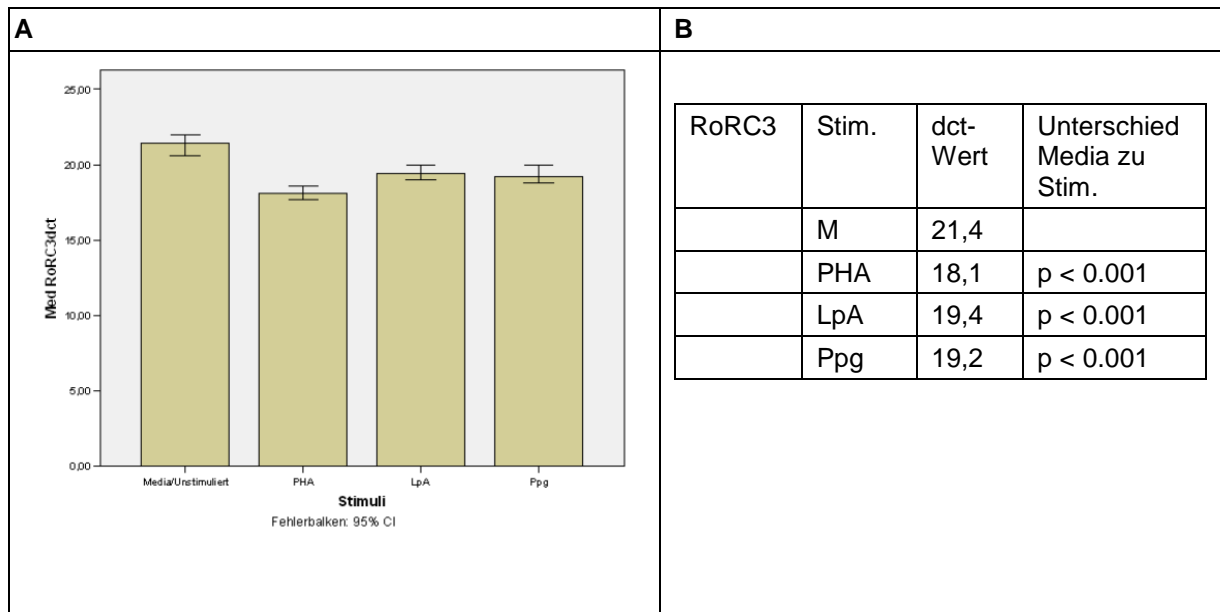 A
B
25,00
20,00
15,00
10,00
5,00
0,00
Med RoRC3dct
Media/Unstimuliert
PHA
LpA
Ppg
Stimuli
Fehlerbalken: 95% CI
RoRC3 Stim. dct- Unterschied
Wert Media zu
Stim.
M 21,4
PHA 18,1 p < 0.001
LpA 19,4 p < 0.001
Ppg 19,2 p < 0.001